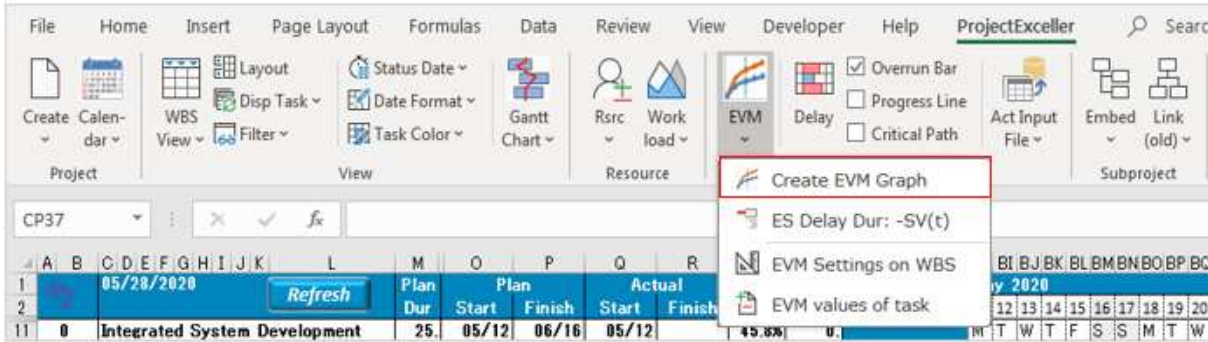 File Home Insert Page Layout Formulas Data Review View Developer Help ProjectExceller Searc
Layout Status Date Overrun Bar
Disp Task Date Format Progress Line
Create Calen- WBS Gantt Rsrc Work EVM Delay Act Input Embed Link
dar View Filter Task Color Chart load Critical Path File (old)
Project View Resource Subproject
Create EVM Graph
CP37 fx
ES Delay Dur: -SV(t)
EVM Settings on WBS
EVM values of task
A B C D E F G H I J K L M O P Q R BI BJ BK BL BM BN BO BP BQ
1 05/28/2020 Refresh Plan Plan Actual y 2020
2 Dur Start Finish Start Finish 12 13 14 15 16 17 18 19 20
11 0 Integrated System Development 25. 05/12 06/16 05/12 45.8% 0. M T W T F S S M T W